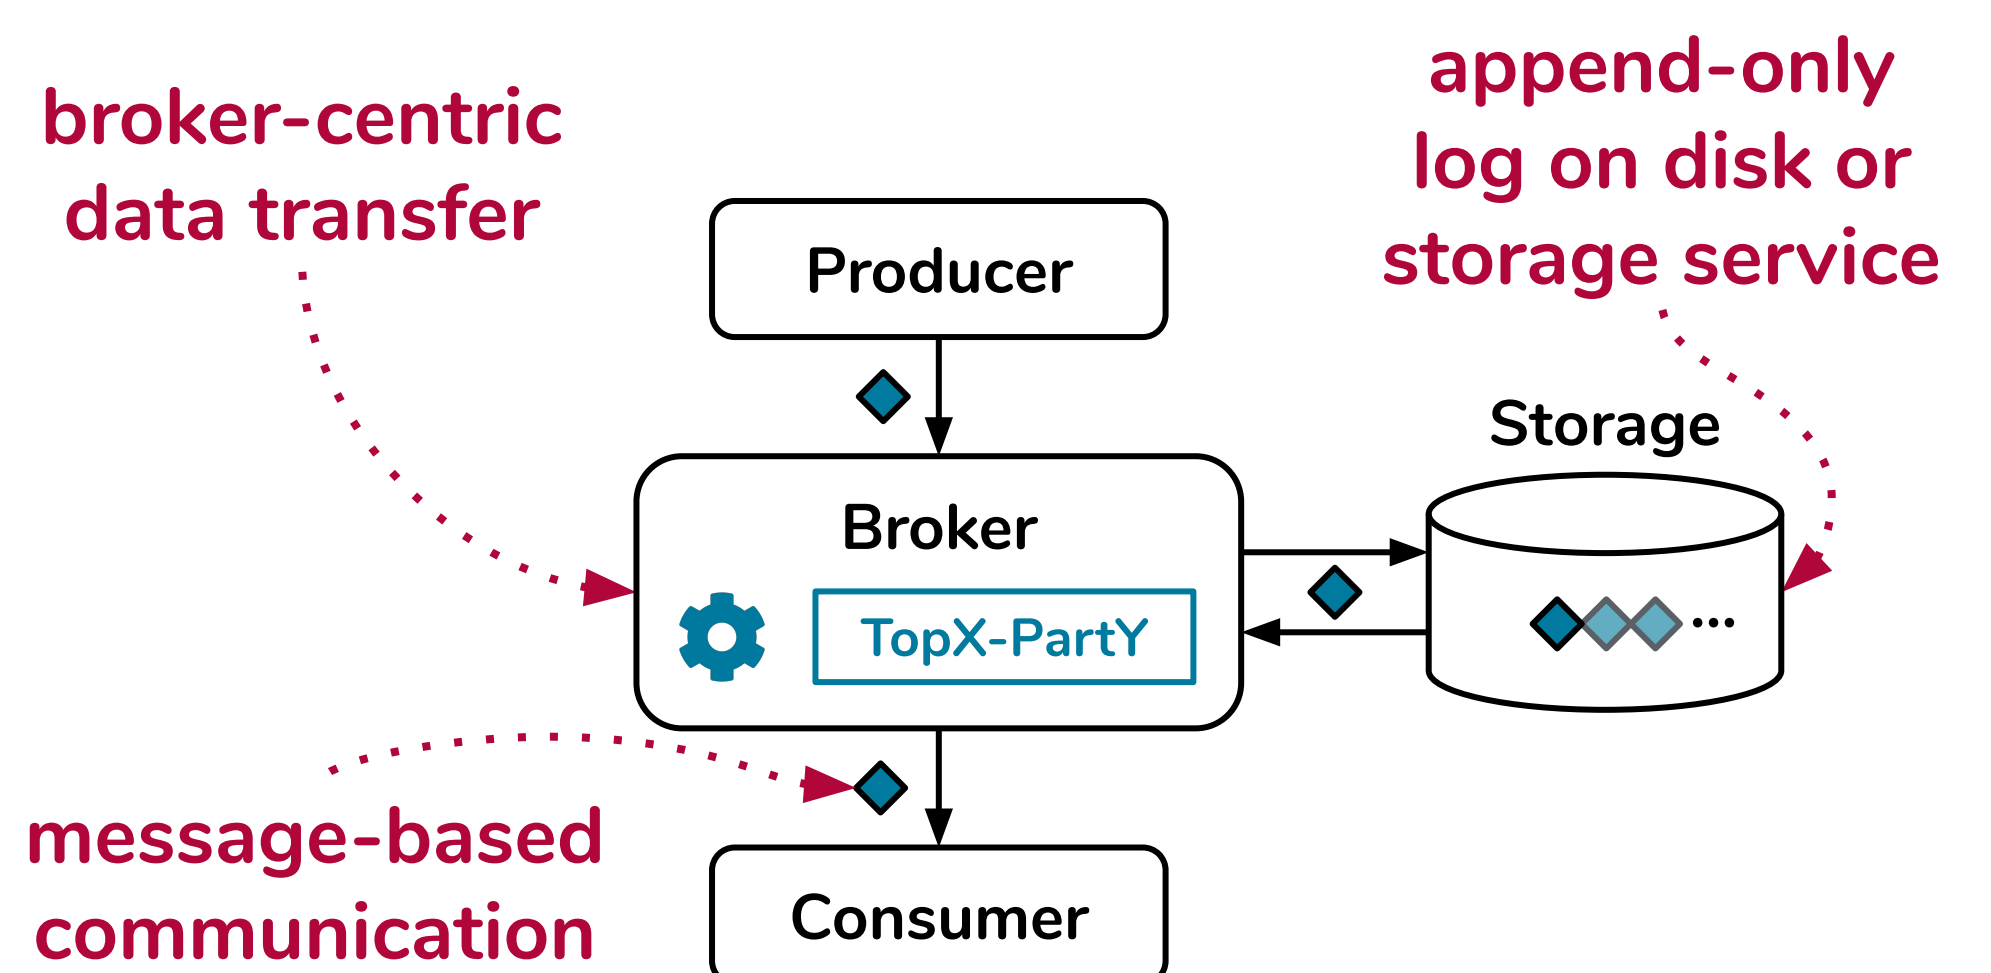 broker-centric
data transfer
append-only
log on disk or
storage service
Producer
Storage
Broker
TopX-PartY
...
message-based
communication
Consumer